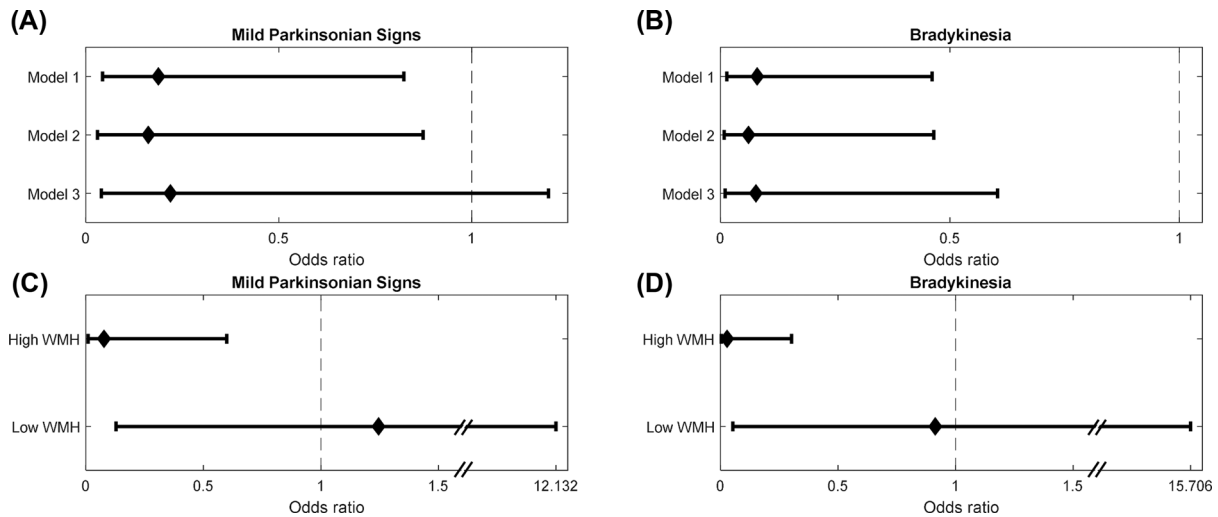 (A)
Mild Parkinsonian Signs
Model 1
Model 2
Model 3
0 0.5 1
Odds ratio
(B)
Bradykinesia
Model 1
Model 2
Model 3
0 0.5 1
Odds ratio
(C)
Mild Parkinsonian Signs
High WMH
Low WMH
0 0.5 1 1.5 12.132
Odds ratio
(D)
Bradykinesia
High WMH
Low WMH
0 0.5 1 1.5 15.706
Odds ratio